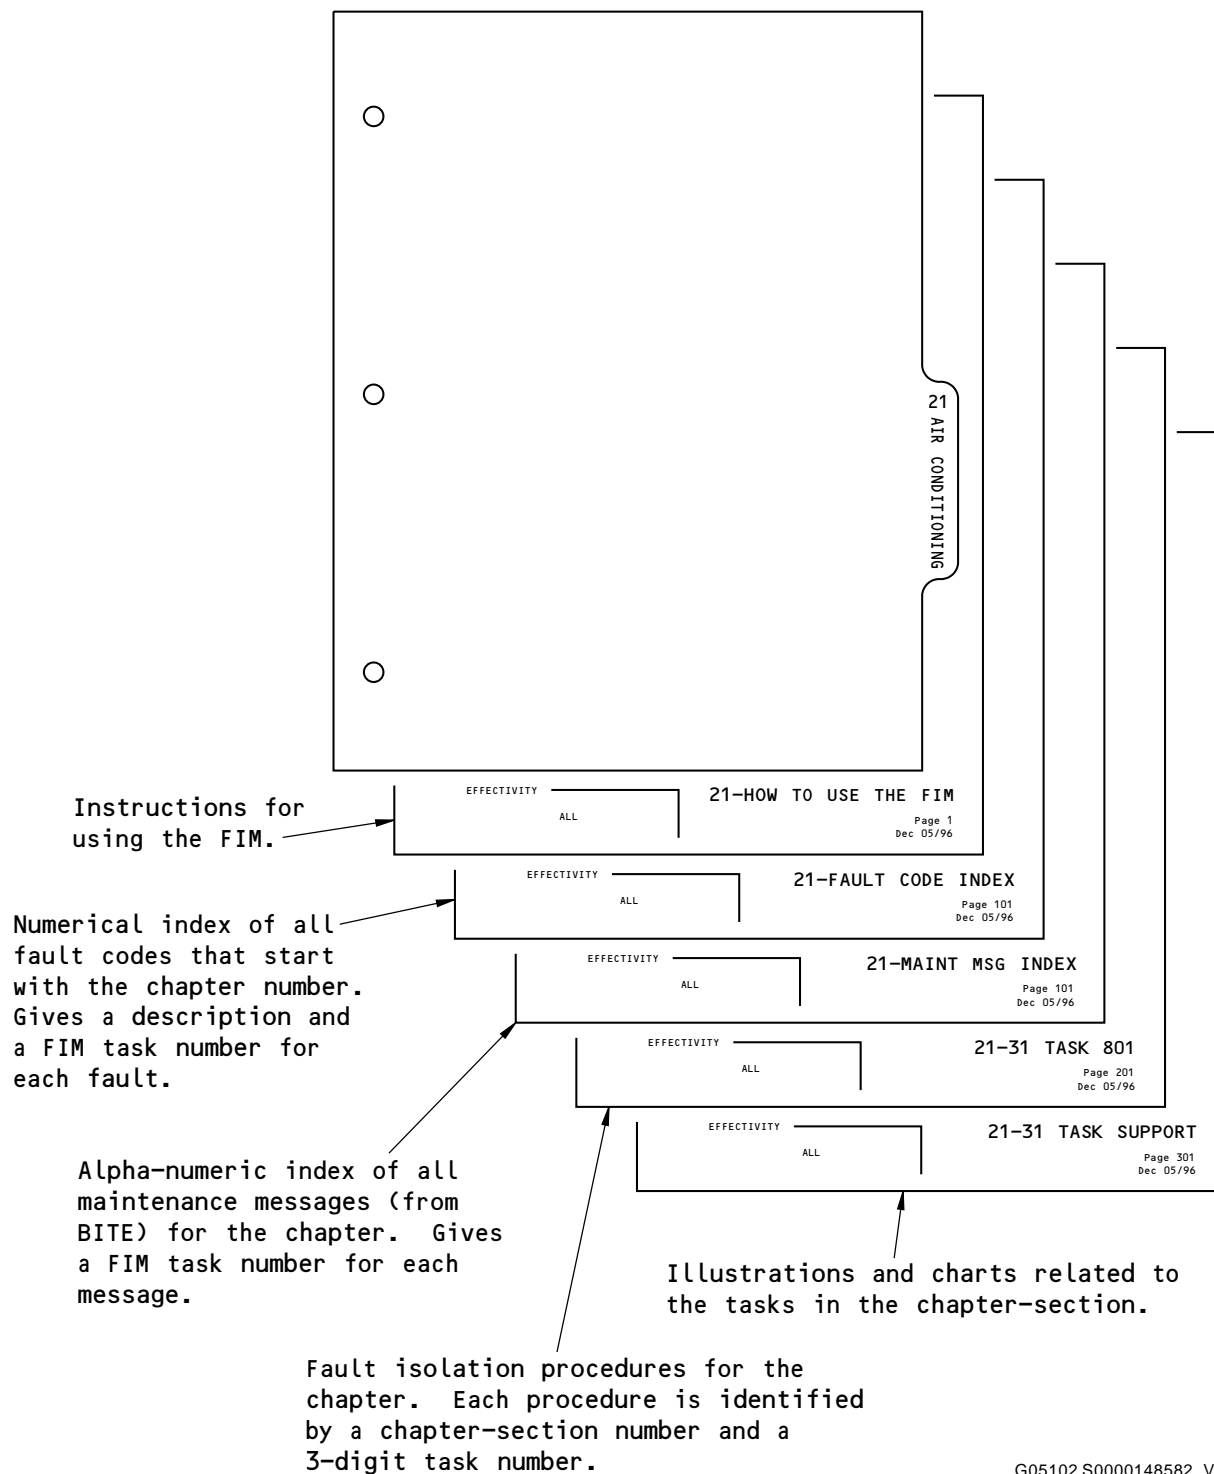 21
AIR CONDITIONING
EFFECTIVITY
ALL
21-HOW TO USE THE FIM
Page 1
Dec 05/96
Instructions for
using the FIM.
EFFECTIVITY
ALL
21-FAULT CODE INDEX
Page 101
Dec 05/96
Numerical index of all
fault codes that start
with the chapter number.
Gives a description and
a FIM task number for
each fault.
EFFECTIVITY
ALL
21-MAINT MSG INDEX
Page 101
Dec 05/96
EFFECTIVITY
ALL
21-31 TASK 801
Page 201
Dec 05/96
EFFECTIVITY
ALL
21-31 TASK SUPPORT
Page 301
Dec 05/96
Alpha-numeric index of all
maintenance messages (from
BITE) for the chapter.  Gives
a FIM task number for each
message.
Illustrations and charts related to
the tasks in the chapter-section.
Fault isolation procedures for the
chapter.  Each procedure is identified
by a chapter-section number and a
3-digit task number.
G05102 S0000148582_V